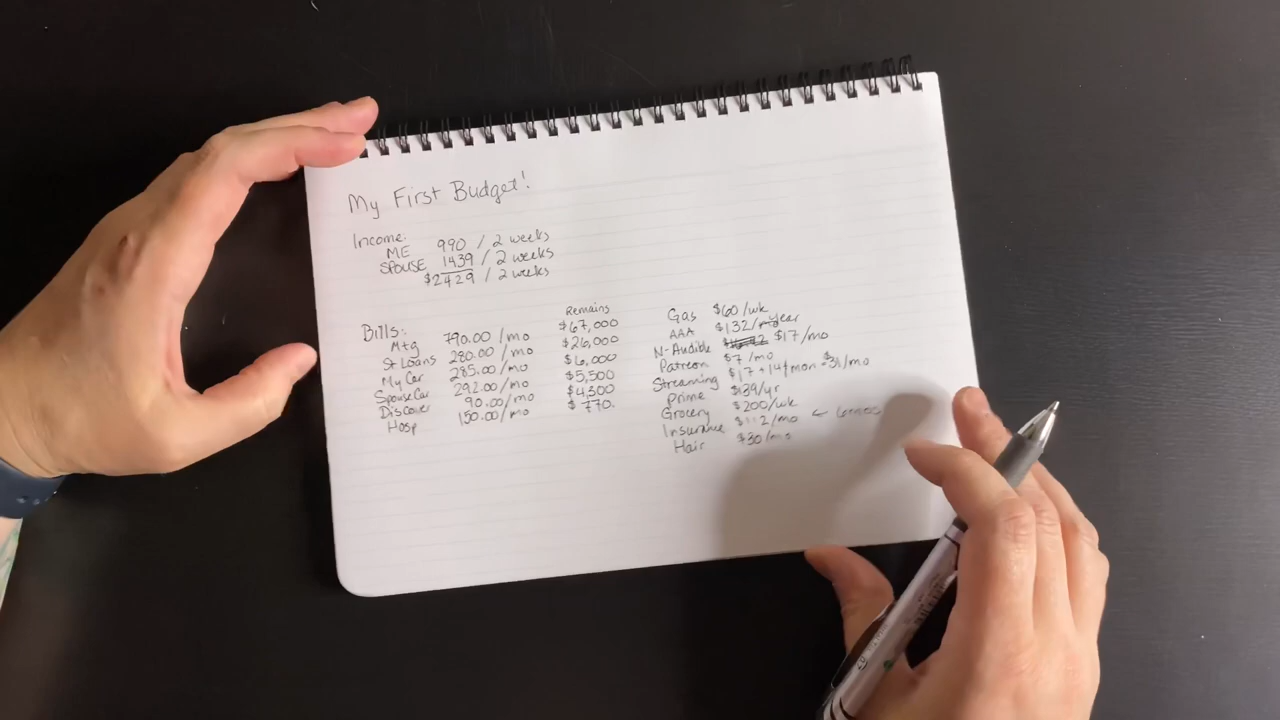 My First Budget!
Income:
ME 990 / 2 weeks
SPOUSE 1439 / 2 weeks
$2429 / 2 weeks
Bills: Remains
Mtg 790.00 /mo $67,000
St Loans 280.00 /mo $26,000
My Car 285.00 /mo $6,000
Spouse Car 292.00 /mo $5,500
Discover 90.00 /mo $4,300
Hosp 150.00 /mo $770.
Gas $60/wk
AAA $132/year
N-Audible $17/mo
Patreon $7/mo
Streaming $17 + 14/mon $31/mo
Prime $139/yr
Grocery $200/wk
Insurance $112/mo ← 6 mos
Hair $30/mo